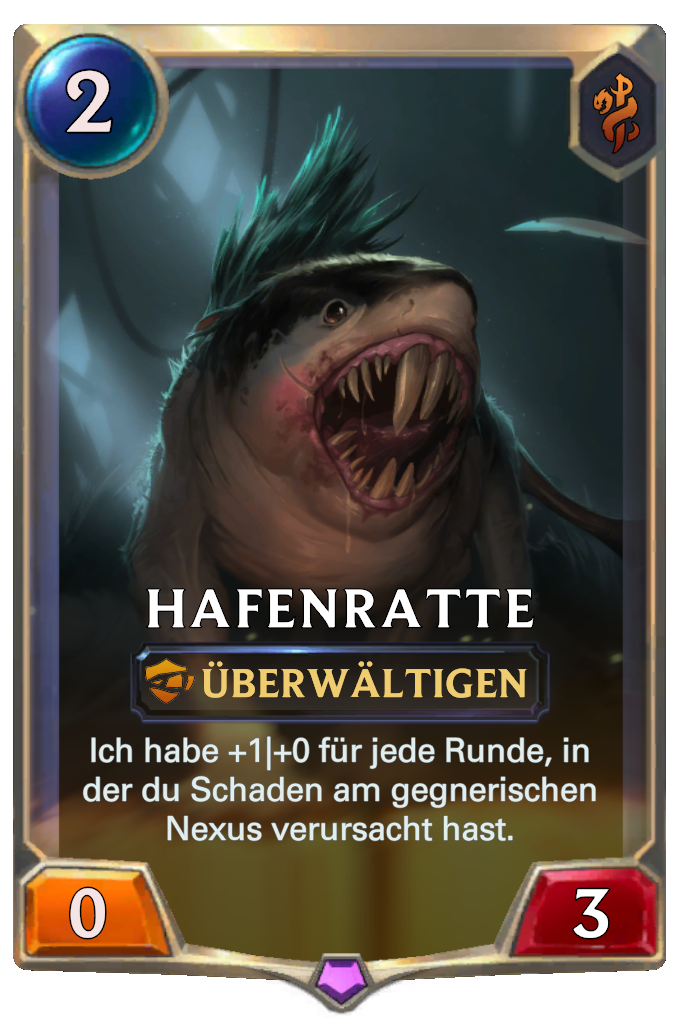 2
HAFENRATTE
ÜBERWÄLTIGEN
Ich habe +1|+0 für jede Runde, in
der du Schaden am gegnerischen
Nexus verursacht hast.
0
3